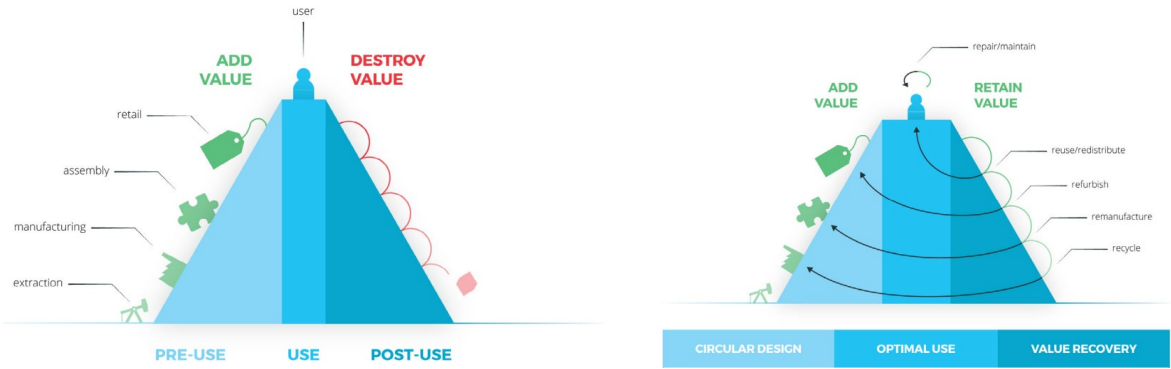 user
ADD
VALUE
DESTROY
VALUE
retail
assembly
manufacturing
extraction
PRE-USE
USE
POST-USE
repair/maintain
ADD
VALUE
RETAIN
VALUE
reuse/redistribute
refurbish
remanufacture
recycle
CIRCULAR DESIGN
OPTIMAL USE
VALUE RECOVERY